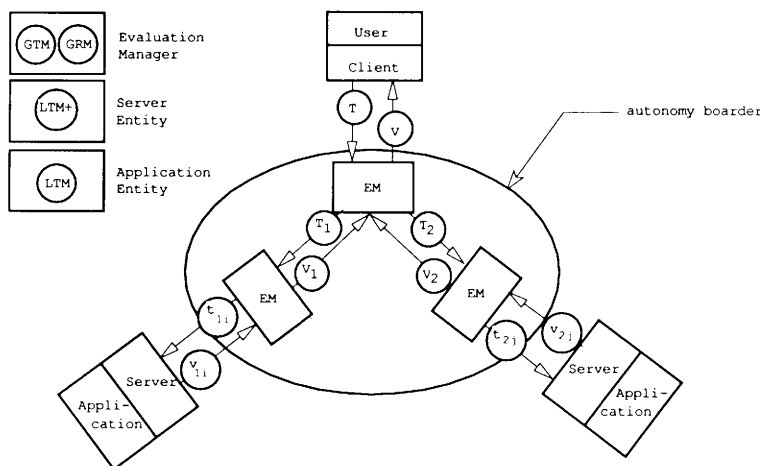 GTM GRM Evaluation
Manager
LTM+ Server
Entity
LTM Application
Entity
User
Client
T
V
autonomy boarder
EM
T1
T2
V1
V2
EM
EM
t1i
v1i
v2j
t2j
Server
Appli-
cation
Server
Appli-
cation